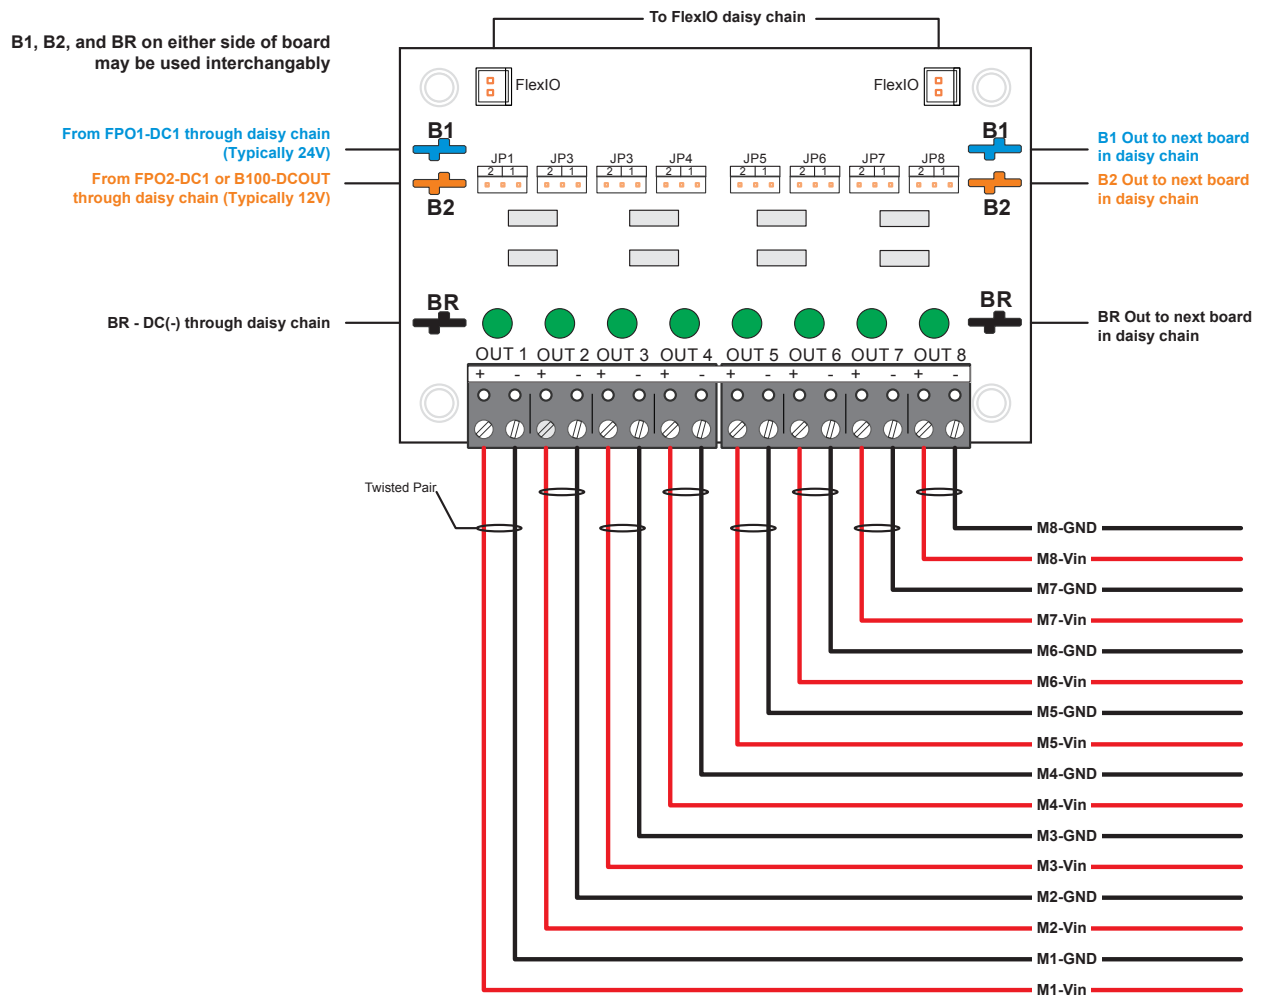 To FlexIO daisy chain
B1, B2, and BR on either side of board
may be used interchangably
FlexIO
FlexIO
B1
B1
From FPO1-DC1 through daisy chain
(Typically 24V)
B1 Out to next board
in daisy chain
JP1
JP3
JP3
JP4
JP5
JP6
JP7
JP8
2 1
2 1
2 1
2 1
2 1
2 1
2 1
2 1
From FPO2-DC1 or B100-DCOUT
through daisy chain (Typically 12V)
B2 Out to next board
in daisy chain
B2
B2
BR
BR
BR - DC(-) through daisy chain
BR Out to next board
in daisy chain
OUT 1
OUT 2
OUT 3
OUT 4
OUT 5
OUT 6
OUT 7
OUT 8
+ - + - + - + - + - + - + - + -
Twisted Pair
M8-GND
M8-Vin
M7-GND
M7-Vin
M6-GND
M6-Vin
M5-GND
M5-Vin
M4-GND
M4-Vin
M3-GND
M3-Vin
M2-GND
M2-Vin
M1-GND
M1-Vin